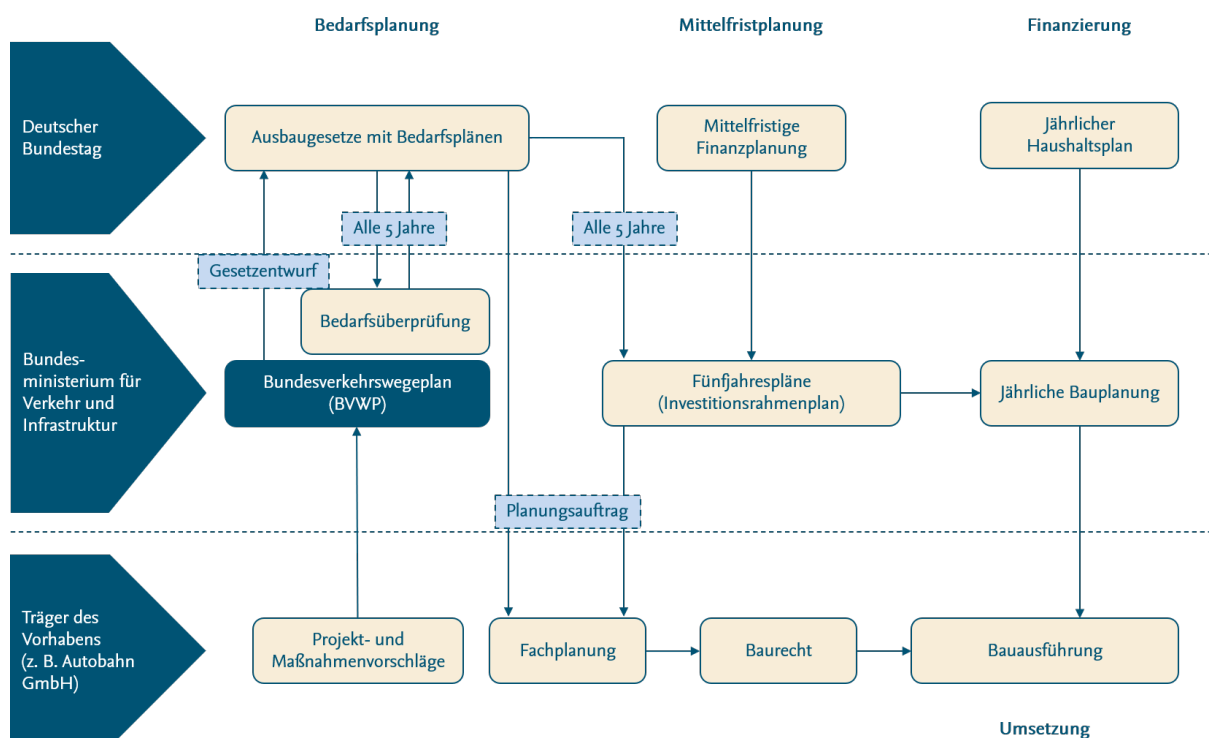 Bedarfsplanung
Mittelfristplanung
Finanzierung
Deutscher
Bundestag
Ausbaugesetze mit Bedarfsplänen
Mittelfristige
Finanzplanung
Jährlicher
Haushaltsplan
Alle 5 Jahre
Alle 5 Jahre
Gesetzentwurf
Bundes-
ministerium für
Verkehr und
Infrastruktur
Bedarfsüberprüfung
Bundesverkehrswegeplan
(BVWP)
Fünfjahrespläne
(Investitionsrahmenplan)
Jährliche Bauplanung
Planungsauftrag
Träger des
Vorhabens
(z. B. Autobahn
GmbH)
Projekt- und
Maßnahmenvorschläge
Fachplanung
Baurecht
Bauausführung
Umsetzung